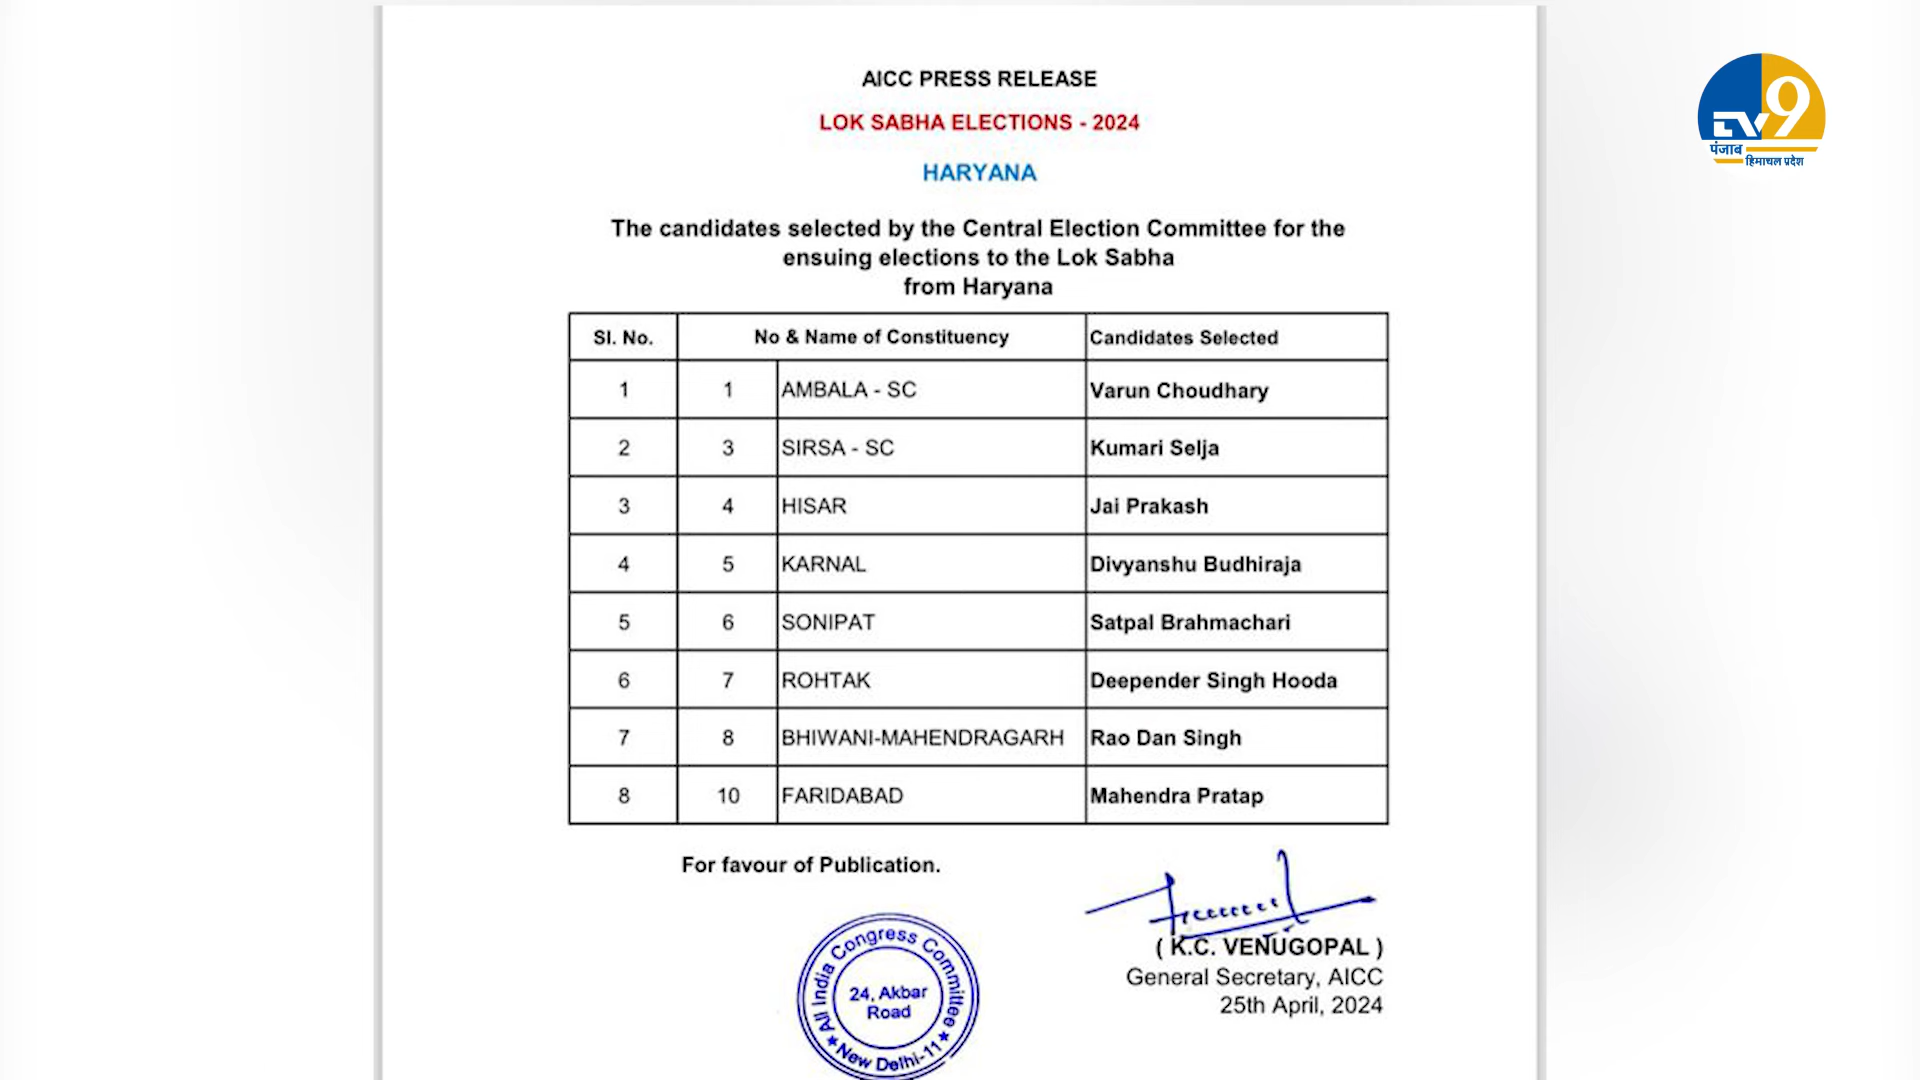 AICC PRESS RELEASE
LOK SABHA ELECTIONS - 2024
HARYANA
The candidates selected by the Central Election Committee for the
ensuing elections to the Lok Sabha
from Haryana
Sl. No. No & Name of Constituency Candidates Selected
1 1 AMBALA - SC Varun Choudhary
2 3 SIRSA - SC Kumari Selja
3 4 HISAR Jai Prakash
4 5 KARNAL Divyanshu Budhiraja
5 6 SONIPAT Satpal Brahmachari
6 7 ROHTAK Deepender Singh Hooda
7 8 BHIWANI-MAHENDRAGARH Rao Dan Singh
8 10 FARIDABAD Mahendra Pratap
For favour of Publication.
( K.C. VENUGOPAL )
General Secretary, AICC
25th April, 2024
All India Congress Committee
24, Akbar
Road
New Delhi-11
TV9
पंजाब
हिमाचल प्रदेश